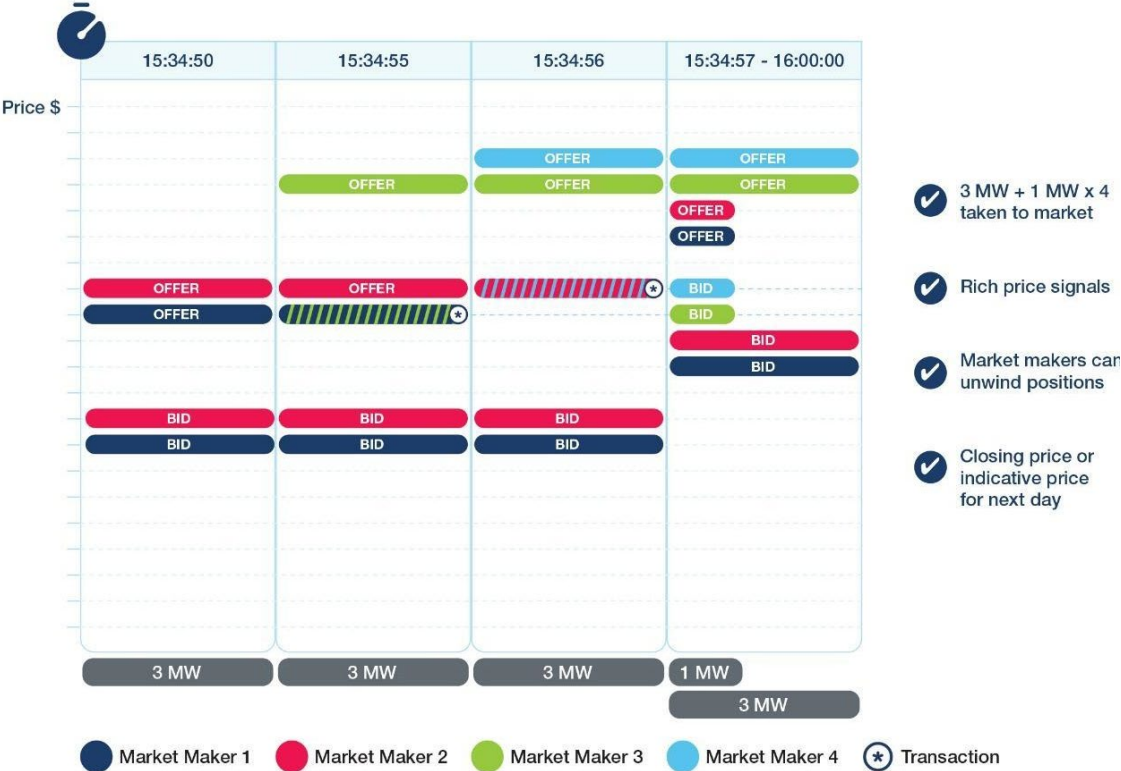 15:34:50 15:34:55 15:34:56 15:34:57 - 16:00:00
Price $
OFFER OFFER
OFFER OFFER OFFER
OFFER
OFFER
OFFER OFFER * BID
OFFER * BID
BID
BID
BID BID BID
BID BID BID
3 MW + 1 MW x 4
taken to market
Rich price signals
Market makers can
unwind positions
Closing price or
indicative price
for next day
3 MW 3 MW 3 MW 1 MW
3 MW
Market Maker 1 Market Maker 2 Market Maker 3 Market Maker 4 * Transaction